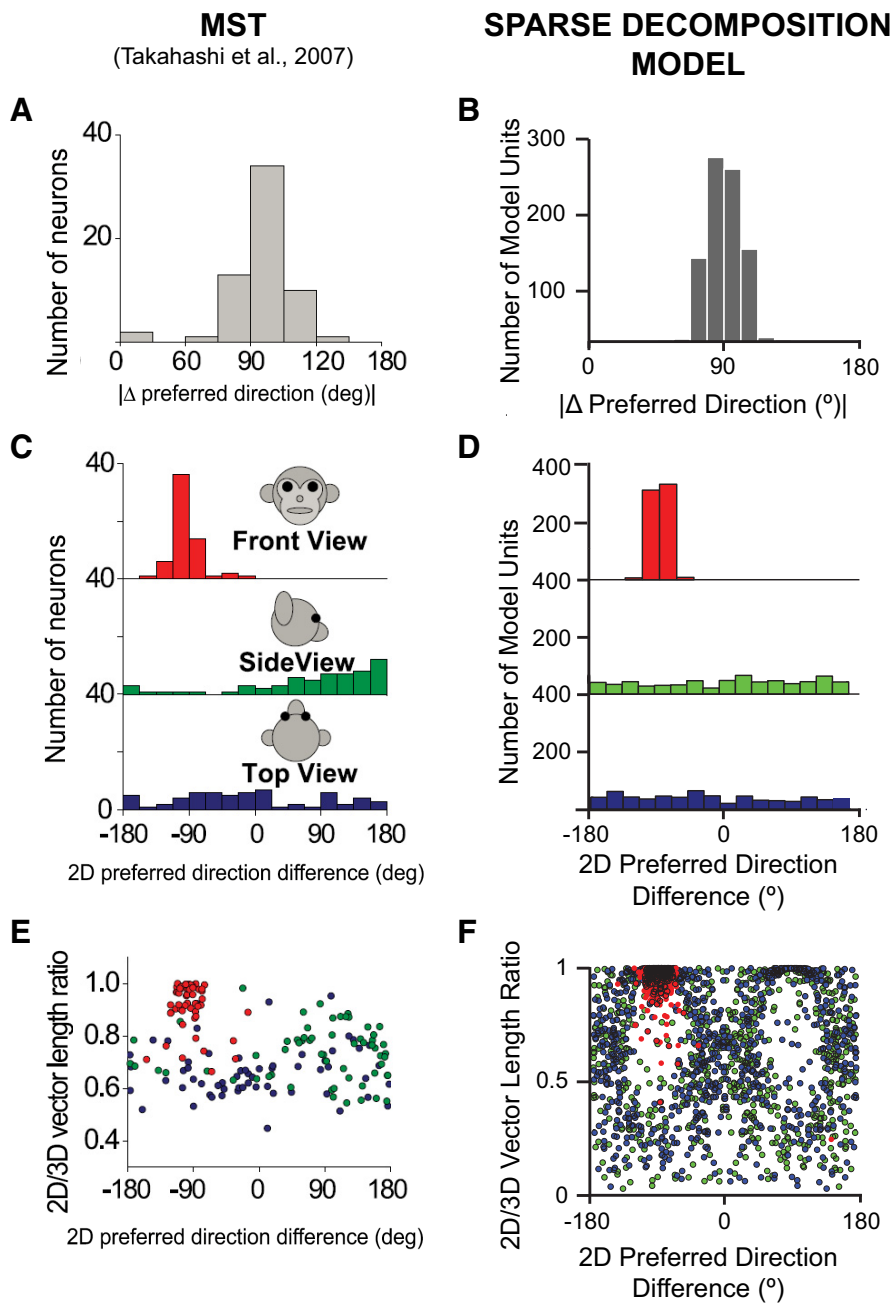 MST
(Takahashi et al., 2007)
SPARSE DECOMPOSITION
MODEL
A
Number of neurons
40
20
0 60 90 120 180
|Δ preferred direction (deg)|
B
Number of Model Units
300
200
100
0 90 180
|Δ Preferred Direction (º)|
C
Number of neurons
40
Front View
40
SideView
40
Top View
0
-180 -90 0 90 180
2D preferred direction difference (deg)
D
Number of Model Units
400
200
400
200
400
200
-180 0 180
2D Preferred Direction
Difference (º)
E
2D/3D vector length ratio
1.0
0.8
0.6
0.4
-180 -90 0 90 180
2D preferred direction difference (deg)
F
2D/3D Vector Length Ratio
1
0.5
0
-180 0 180
2D Preferred Direction
Difference (º)